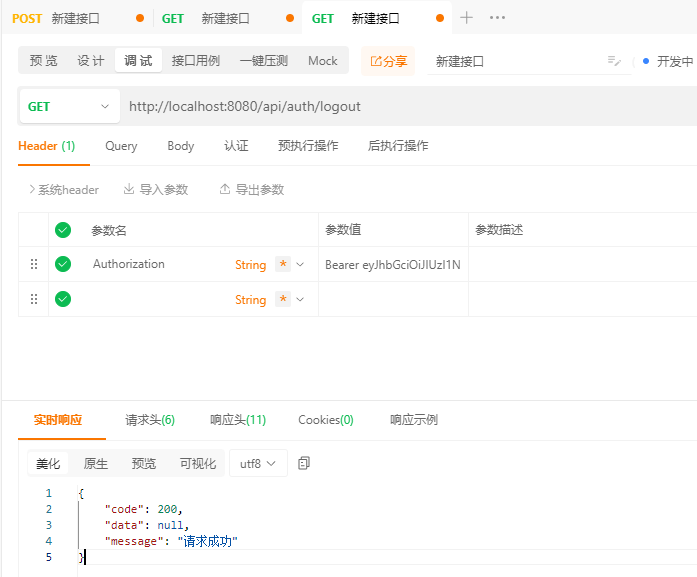 POST 新建接口 GET 新建接口 GET 新建接口
预 览 设 计 调 试 接口用例 一键压测 Mock 分享 新建接口 开发中
GET http://localhost:8080/api/auth/logout
Header (1) Query Body 认证 预执行操作 后执行操作
系统header 导入参数 导出参数
参数名 参数值 参数描述
Authorization String * Bearer eyJhbGciOiJIUzI1N
String *
实时响应 请求头(6) 响应头(11) Cookies(0) 响应示例
美化 原生 预览 可视化 utf8
1 {
2 "code": 200,
3 "data": null,
4 "message": "请求成功"
5 }